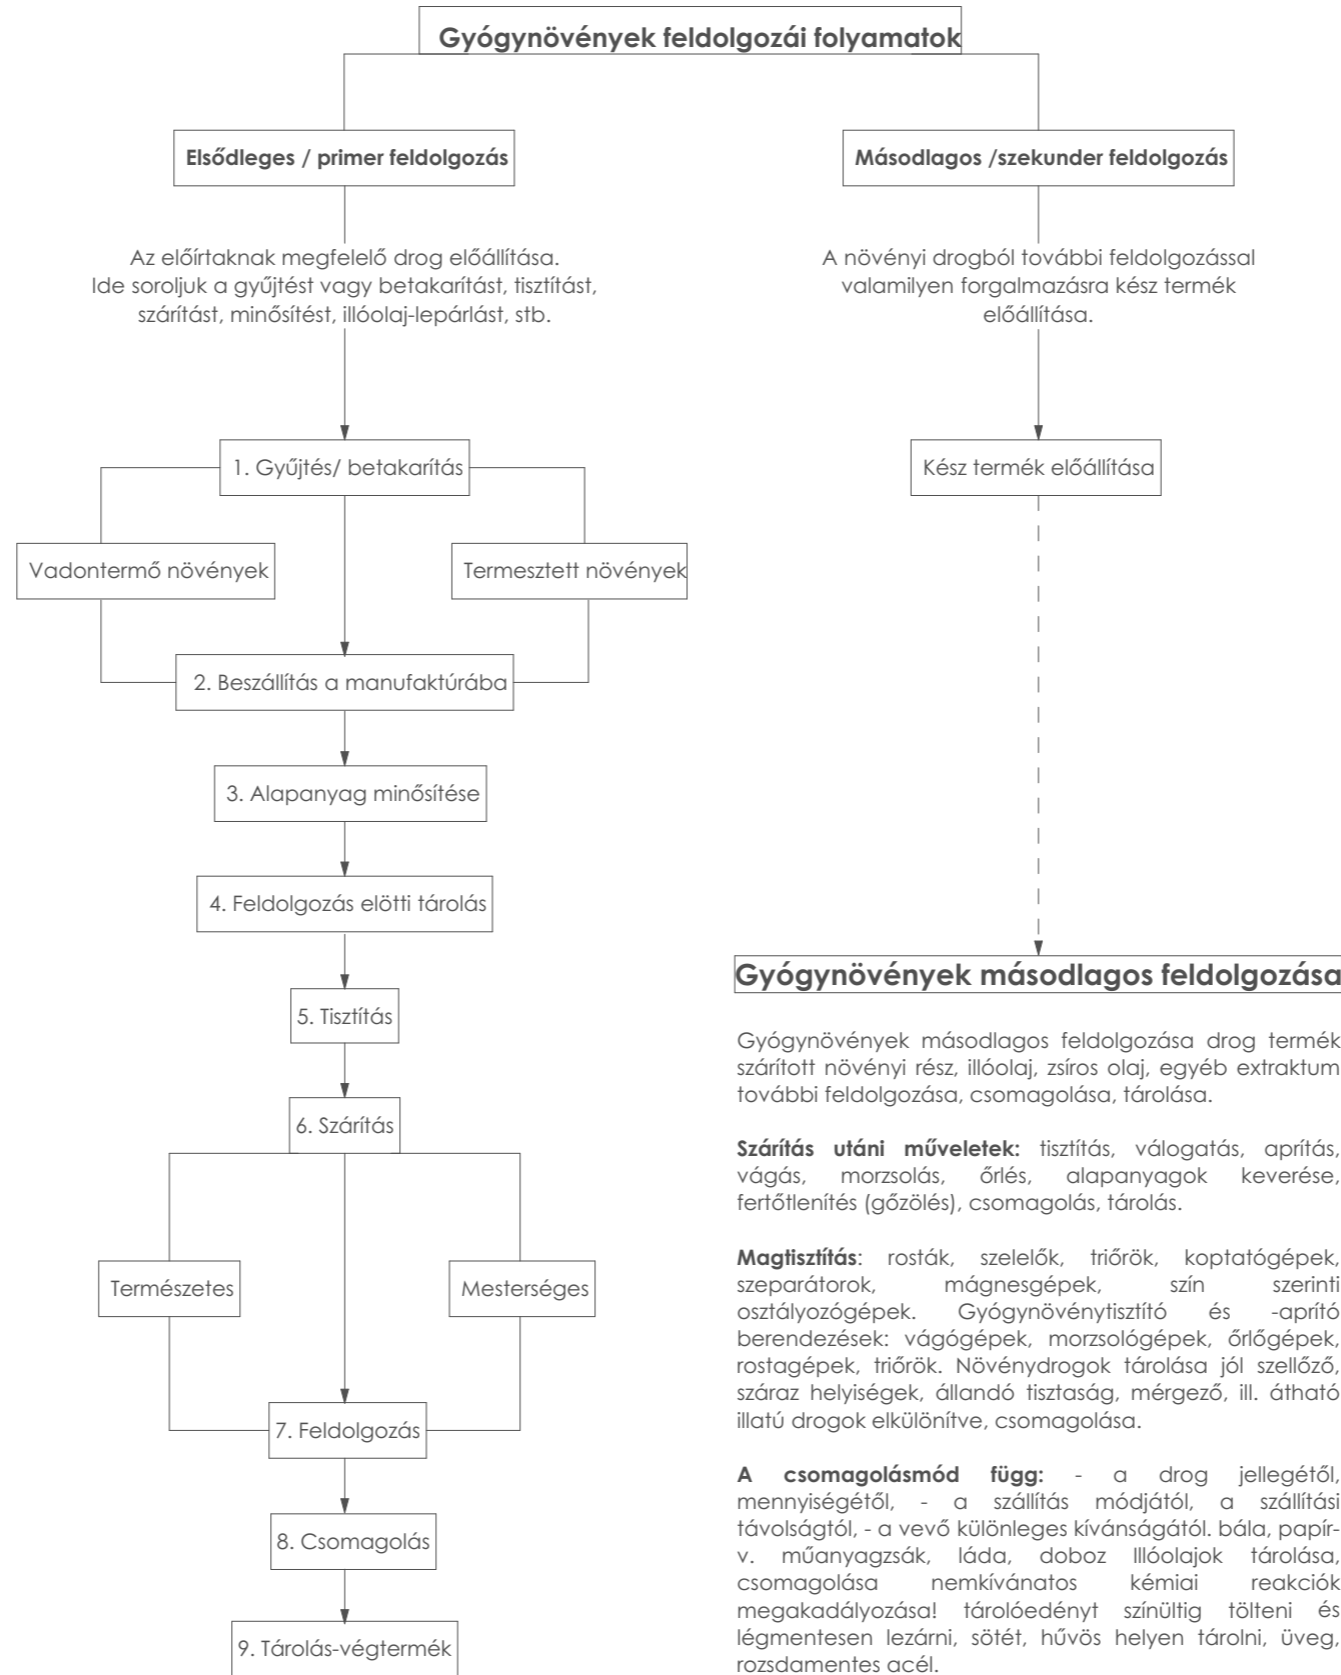 Gyógynövények feldolgozái folyamatok
Elsődleges / primer feldolgozás
Az előírtaknak megfelelő drog előállítása.
Ide soroljuk a gyűjtést vagy betakarítást, tisztítást,
szárítást, minősítést, illóolaj-lepárlást, stb.
1. Gyűjtés/ betakarítás
Vadontermő növények
Termesztett növények
2. Beszállítás a manufaktúrába
3. Alapanyag minősítése
4. Feldolgozás elötti tárolás
5. Tisztítás
6. Szárítás
Természetes
Mesterséges
7. Feldolgozás
8. Csomagolás
9. Tárolás-végtermék
Másodlagos /szekunder feldolgozás
A növényi drogból további feldolgozással
valamilyen forgalmazásra kész termék
előállítása.
Kész termék előállítása
Gyógynövények másodlagos feldolgozása
Gyógynövények másodlagos feldolgozása drog termék
szárított növényi rész, illóolaj, zsíros olaj, egyéb extraktum
további feldolgozása, csomagolása, tárolása.
Szárítás utáni műveletek: tisztítás, válogatás, aprítás,
vágás, morzsolás, őrlés, alapanyagok keverése,
fertőtlenítés (gőzölés), csomagolás, tárolás.
Magtisztítás: rosták, szelelők, triőrök, koptatógépek,
szeparátorok, mágnesgépek, szín szerinti
osztályozógépek. Gyógynövénytisztító és -aprító
berendezések: vágógépek, morzsológépek, őrlőgépek,
rostagépek, triőrök. Növénydrogok tárolása jól szellőző,
száraz helyiségek, állandó tisztaság, mérgező, ill. átható
illatú drogok elkülönítve, csomagolása.
A csomagolásmód függ: - a drog jellegétől,
mennyiségétől, - a szállítás módjától, a szállítási
távolságtól, - a vevő különleges kívánságától. bála, papír-
v. műanyagzsák, láda, doboz Illóolajok tárolása,
csomagolása nemkívánatos kémiai reakciók
megakadályozása! tárolóedényt színültig tölteni és
légmentesen lezárni, sötét, hűvös helyen tárolni, üveg,
rozsdamentes acél.